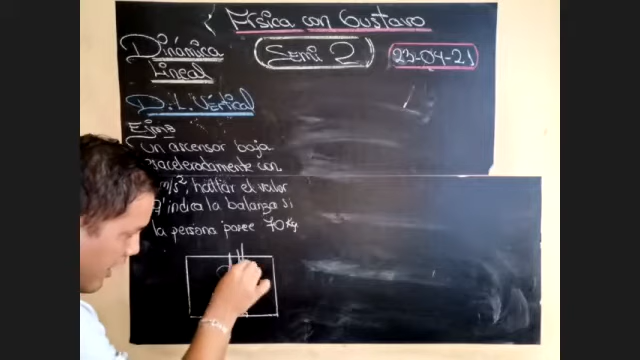 Física con Gustavo
Dinámica
Lineal
Semi 2
23-04-21
D.L. Vertical
Ejm
Un ascensor baja
aceleradamente con
m/s², hallar el valor
q' indica la balanza si
la persona posee 70 kg